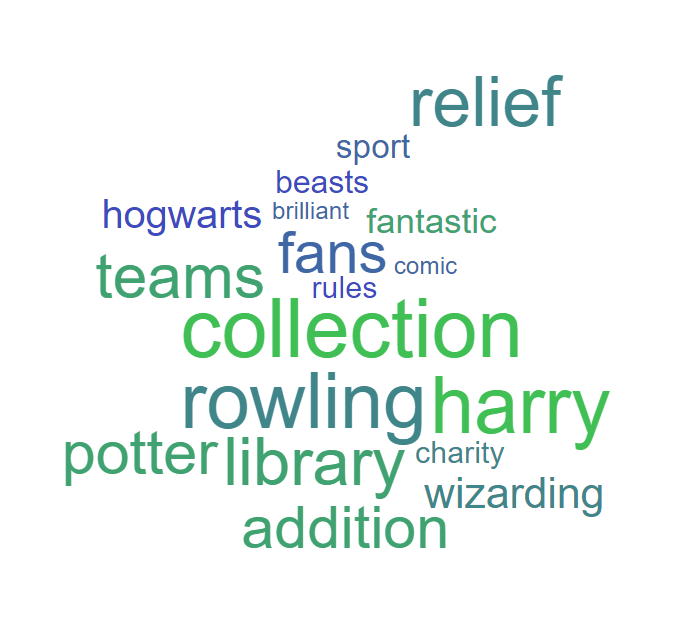 relief
sport
beasts
hogwarts brilliant fantastic
fans
teams comic
rules
collection
rowling harry
potter library charity
wizarding
addition